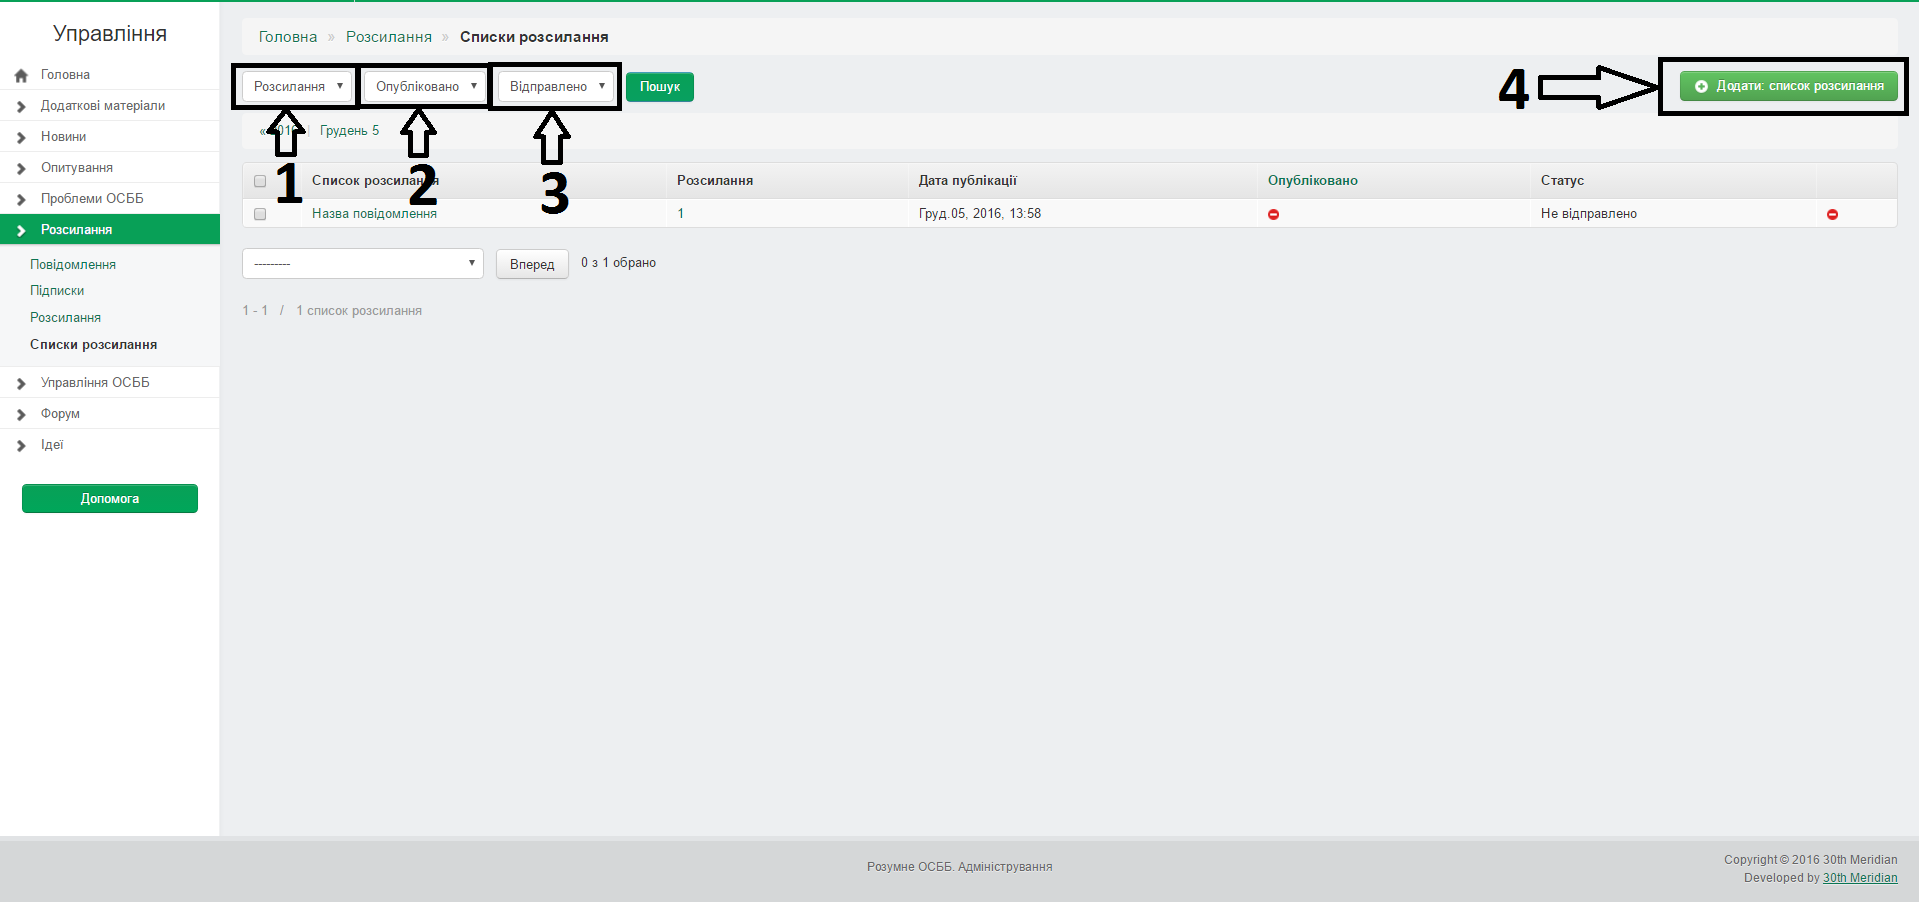 Управління
Головна
Додаткові матеріали
Новини
Опитування
Проблеми ОСББ
Розсилання
Повідомлення
Підписки
Розсилання
Списки розсилання
Управління ОСББ
Форум
Ідеї
Допомога
Головна » Розсилання » Списки розсилання
Розсилання Опубліковано Відправлено Пошук
4 Додати: список розсилання
« Грудень 5
1 2 3
Список розсилання Розсилання Дата публікації Опубліковано Статус
Назва повідомлення 1 Груд.05, 2016, 13:58 Не відправлено
--------- Вперед 0 з 1 обрано
1 - 1 / 1 список розсилання
Розумне ОСББ. Адміністрування
Copyright © 2016 30th Meridian
Developed by 30th Meridian